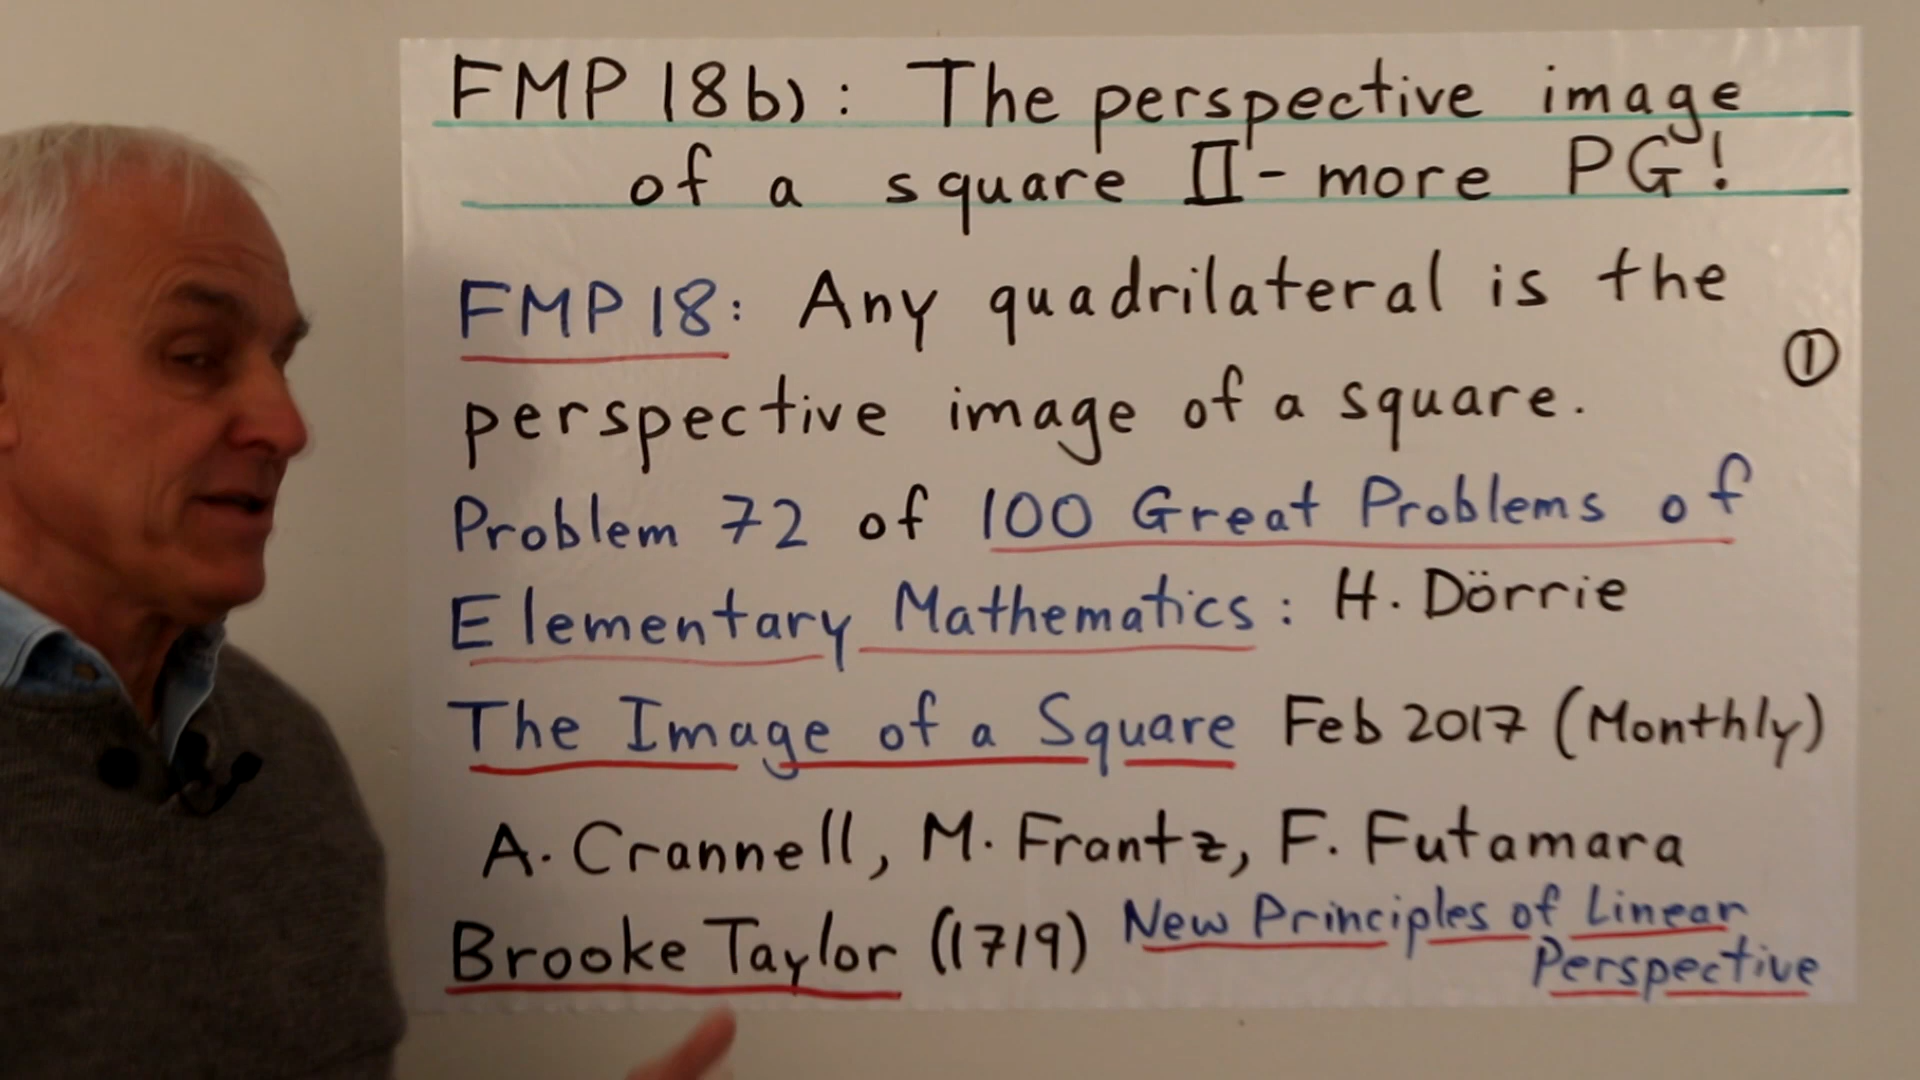 FMP 18b): The perspective image
of a square II - more PG!
FMP 18: Any quadrilateral is the
①
perspective image of a square.
Problem 72 of 100 Great Problems of
Elementary Mathematics: H. Dörrie
The Image of a Square Feb 2017 (Monthly)
A. Crannell, M. Frantz, F. Futamara
Brooke Taylor (1719) New Principles of Linear
Perspective